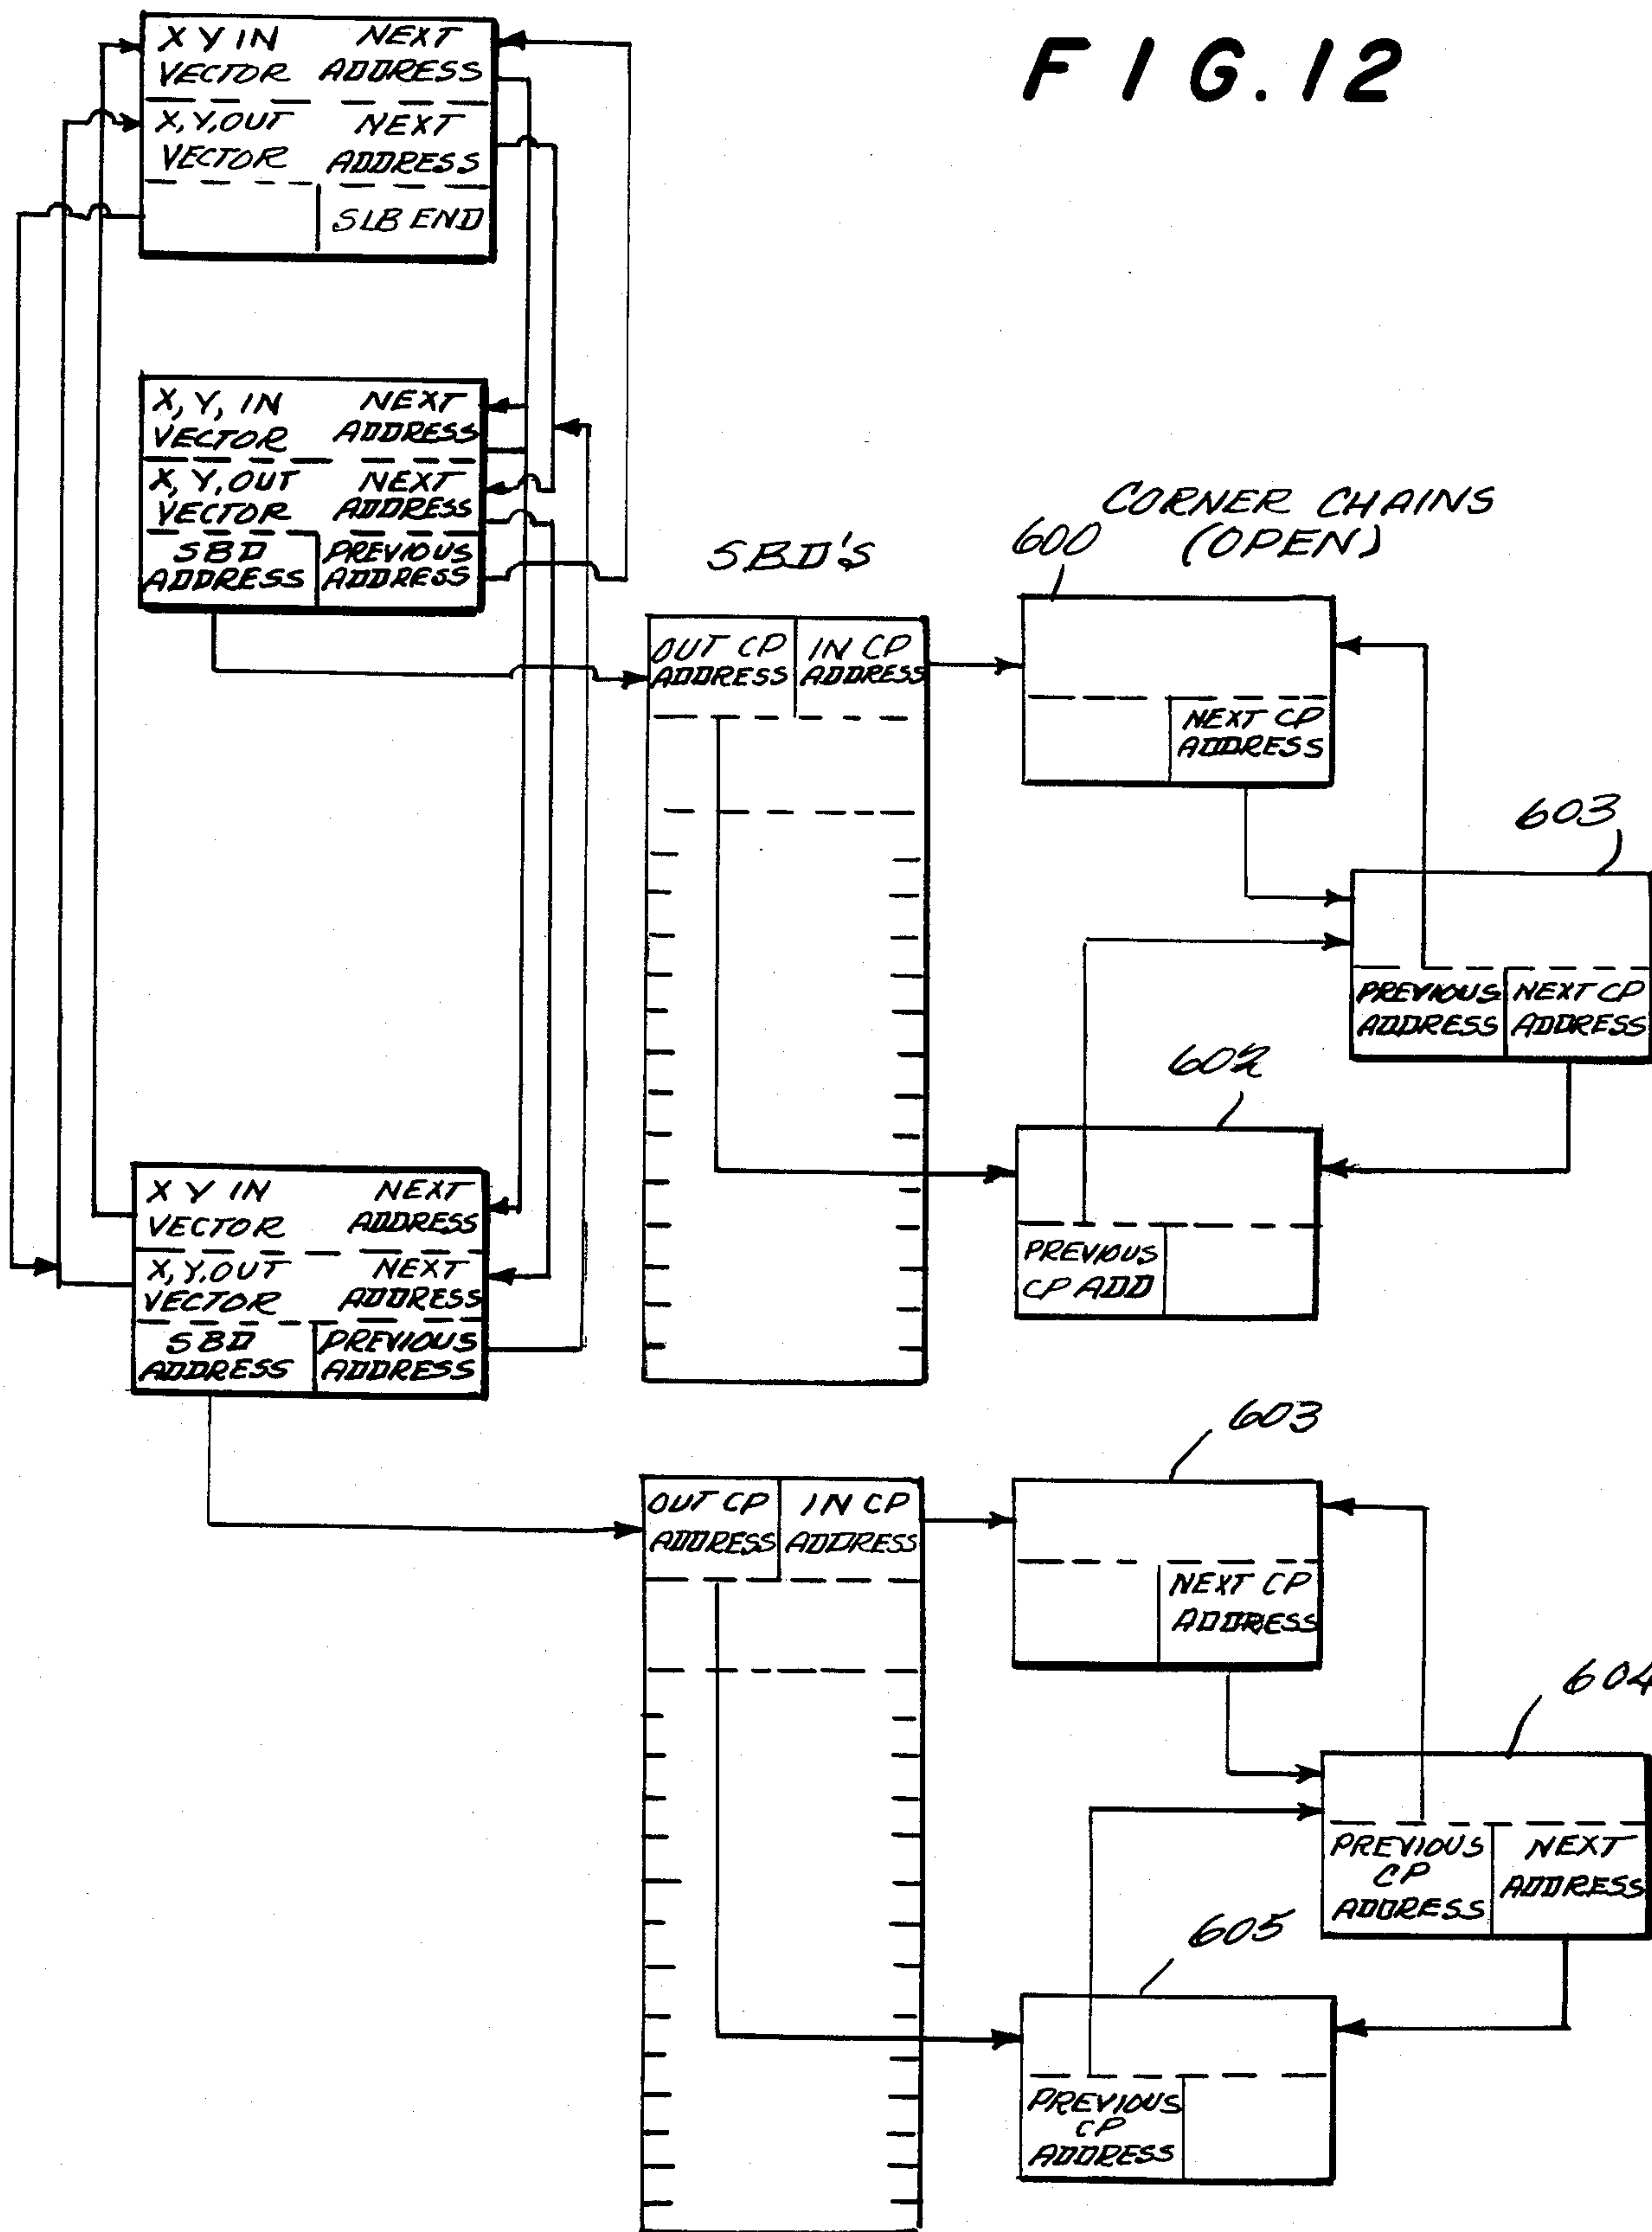 FIG.12
X Y IN NEXT
VECTOR ADDRESS
X,Y,OUT NEXT
VECTOR ADDRESS
SLB END
X, Y, IN NEXT
VECTOR ADDRESS
X, Y, OUT NEXT
VECTOR ADDRESS
SBD PREVIOUS
ADDRESS ADDRESS
X Y IN NEXT
VECTOR ADDRESS
X, Y, OUT NEXT
VECTOR ADDRESS
SBD PREVIOUS
ADDRESS ADDRESS
SBD'S
OUT CP IN CP
ADDRESS ADDRESS
CORNER CHAINS
(OPEN)
600
NEXT CP
ADDRESS
603
PREVIOUS NEXT CP
ADDRESS ADDRESS
602
PREVIOUS
CP ADD
OUT CP IN CP
ADDRESS ADDRESS
603
NEXT CP
ADDRESS
604
PREVIOUS NEXT
CP ADDRESS
ADDRESS
605
PREVIOUS
CP
ADDRESS